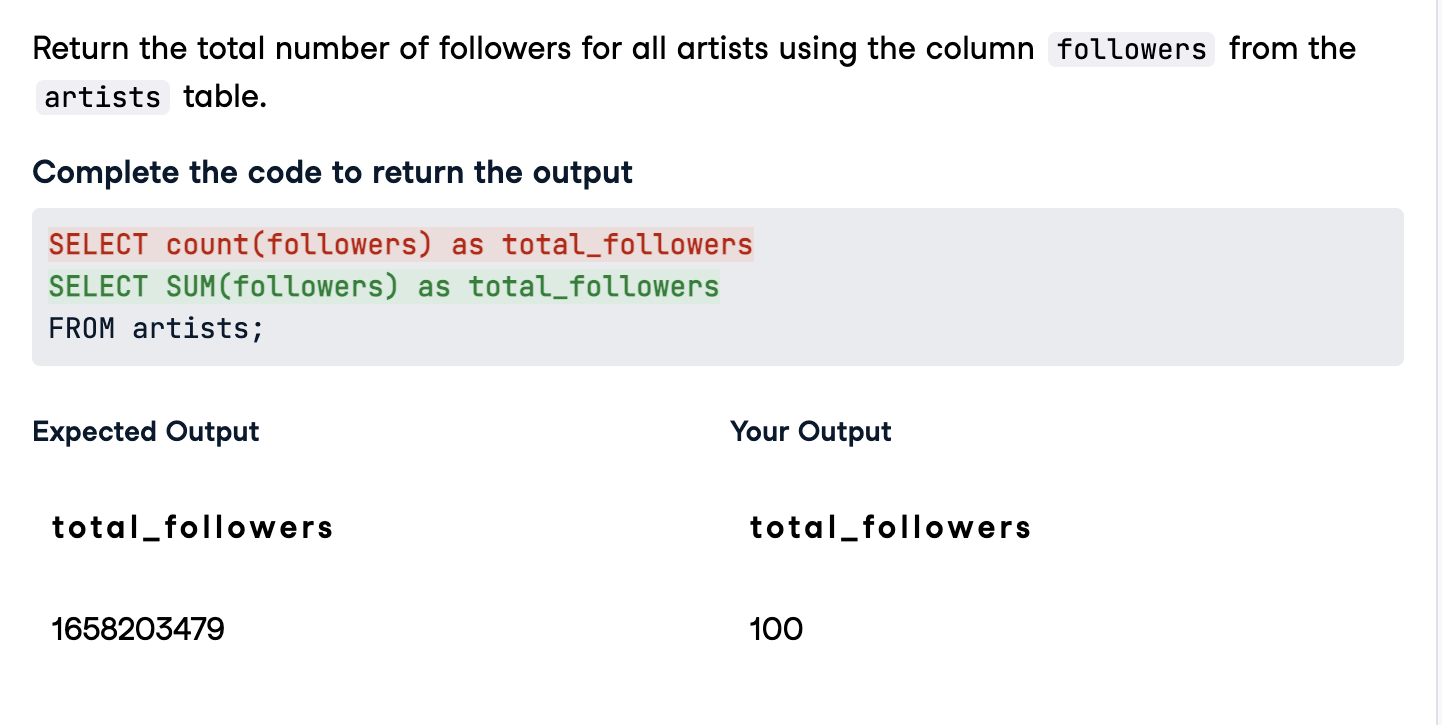 Return the total number of followers for all artists using the column followers from the
artists table.
Complete the code to return the output
SELECT count(followers) as total_followers
SELECT SUM(followers) as total_followers
FROM artists;
Expected Output
Your Output
total_followers
total_followers
1658203479
100